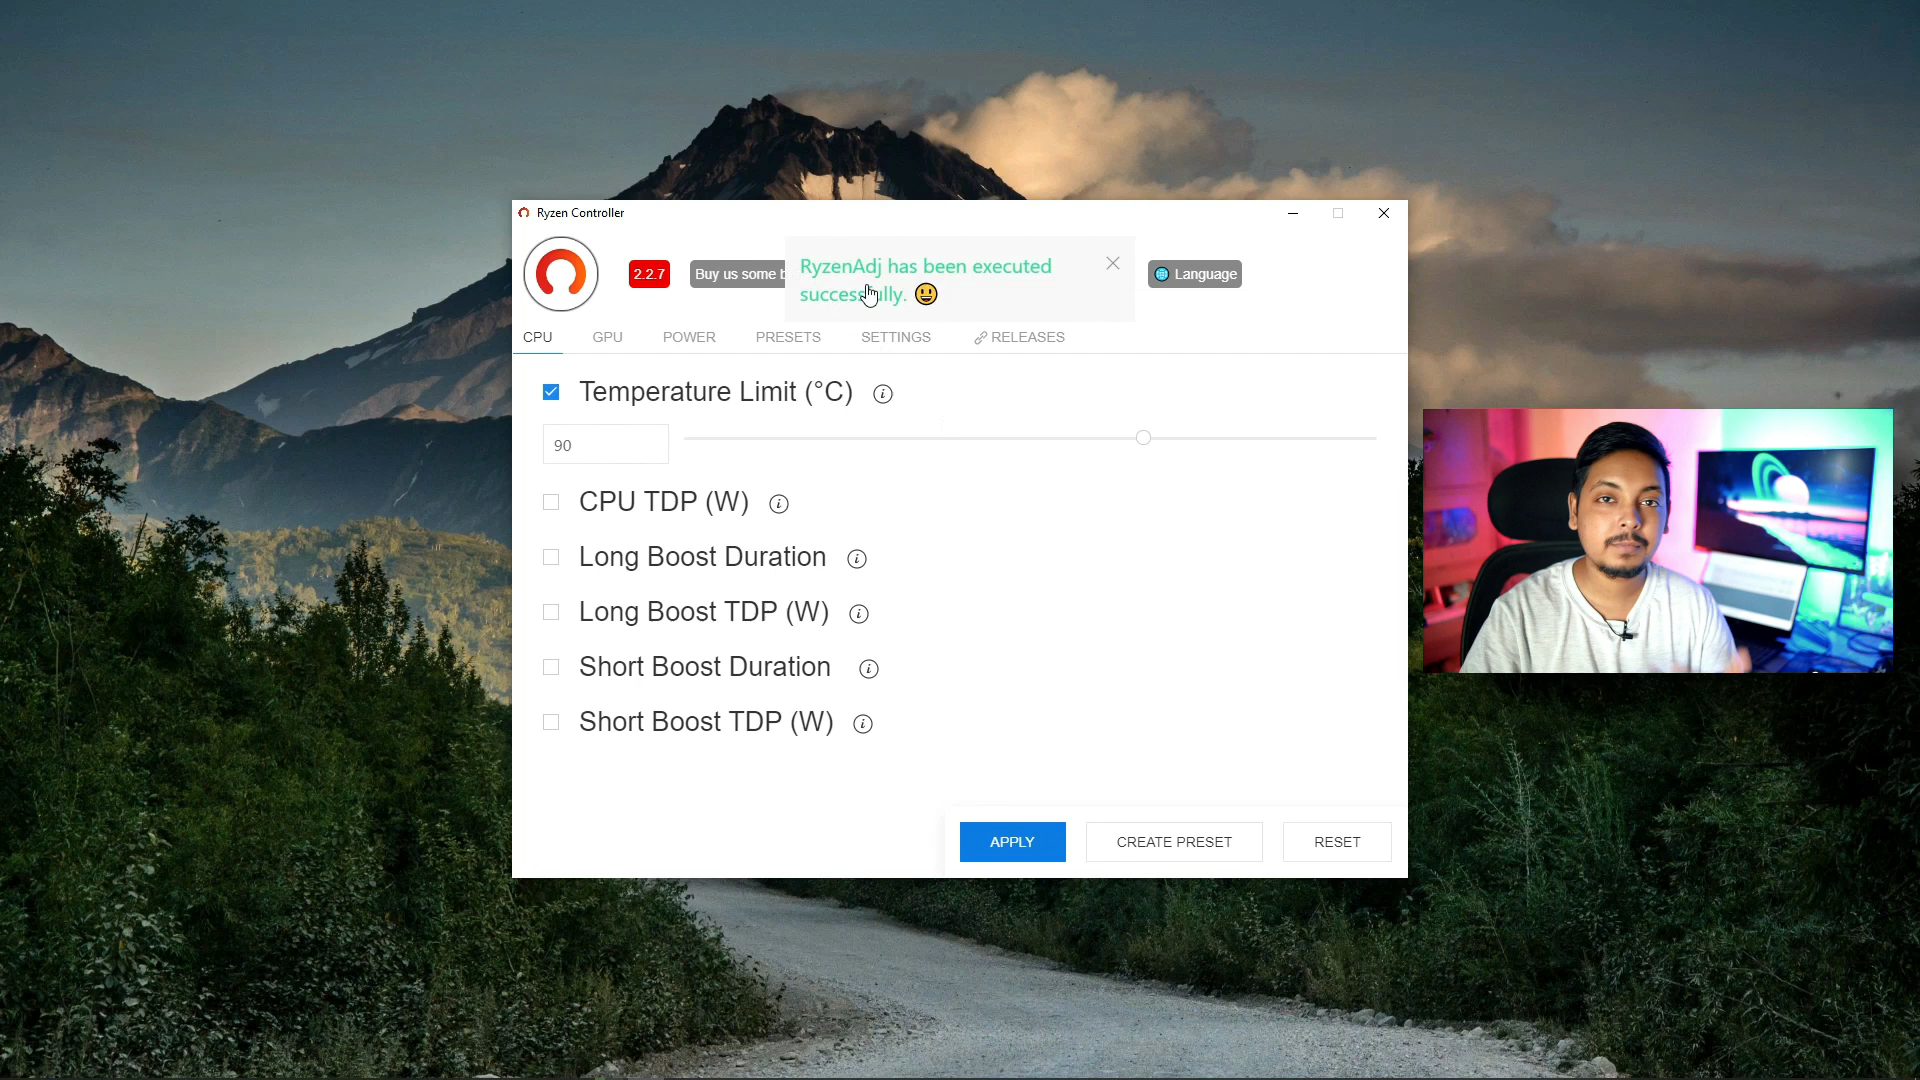 Ryzen Controller
2.2.7
Buy us some
RyzenAdj has been executed
successfully. 😃
Language
CPU
GPU
POWER
PRESETS
SETTINGS
RELEASES
Temperature Limit (°C)
90
CPU TDP (W)
Long Boost Duration
Long Boost TDP (W)
Short Boost Duration
Short Boost TDP (W)
APPLY
CREATE PRESET
RESET